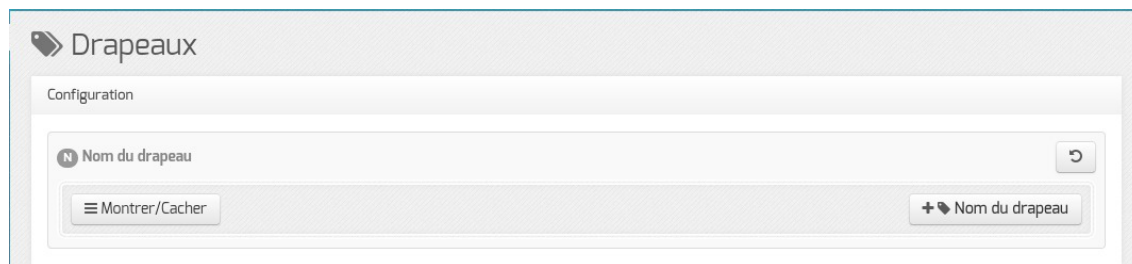 Drapeaux
Configuration
N Nom du drapeau
Montrer/Cacher
Nom du drapeau